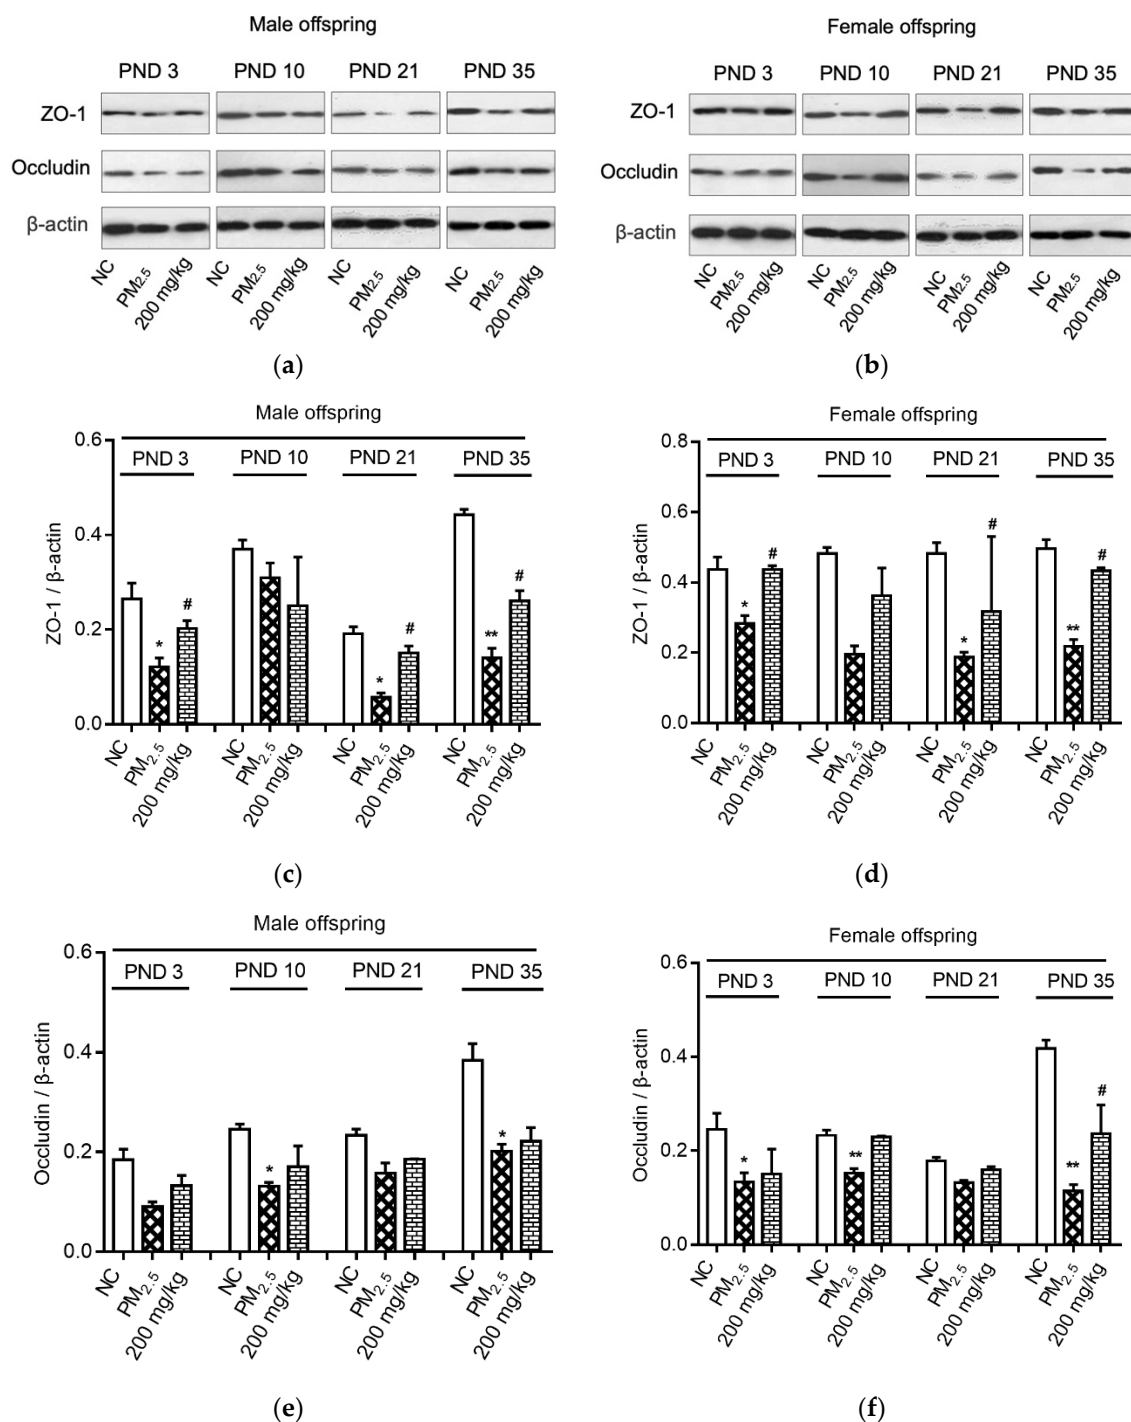 Male offspring
PND 3 PND 10 PND 21 PND 35
ZO-1
Occludin
β-actin
NC PM2.5 200 mg/kg NC PM2.5 200 mg/kg NC PM2.5 200 mg/kg NC PM2.5 200 mg/kg
(a)
Female offspring
PND 3 PND 10 PND 21 PND 35
ZO-1
Occludin
β-actin
NC PM2.5 200 mg/kg NC PM2.5 200 mg/kg NC PM2.5 200 mg/kg NC PM2.5 200 mg/kg
(b)
Male offspring
PND 3 PND 10 PND 21 PND 35
ZO-1 / β-actin
0.6
0.4
0.2
0.0
* # * # ** #
NC PM2.5 200 mg/kg NC PM2.5 200 mg/kg NC PM2.5 200 mg/kg NC PM2.5 200 mg/kg
(c)
Female offspring
PND 3 PND 10 PND 21 PND 35
ZO-1 / β-actin
0.8
0.6
0.4
0.2
0.0
* # * # ** #
NC PM2.5 200 mg/kg NC PM2.5 200 mg/kg NC PM2.5 200 mg/kg NC PM2.5 200 mg/kg
(d)
Male offspring
PND 3 PND 10 PND 21 PND 35
Occludin / β-actin
0.6
0.4
0.2
0.0
* *
NC PM2.5 200 mg/kg NC PM2.5 200 mg/kg NC PM2.5 200 mg/kg NC PM2.5 200 mg/kg
(e)
Female offspring
PND 3 PND 10 PND 21 PND 35
Occludin / β-actin
0.6
0.4
0.2
0.0
* ** ** #
NC PM2.5 200 mg/kg NC PM2.5 200 mg/kg NC PM2.5 200 mg/kg NC PM2.5 200 mg/kg
(f)